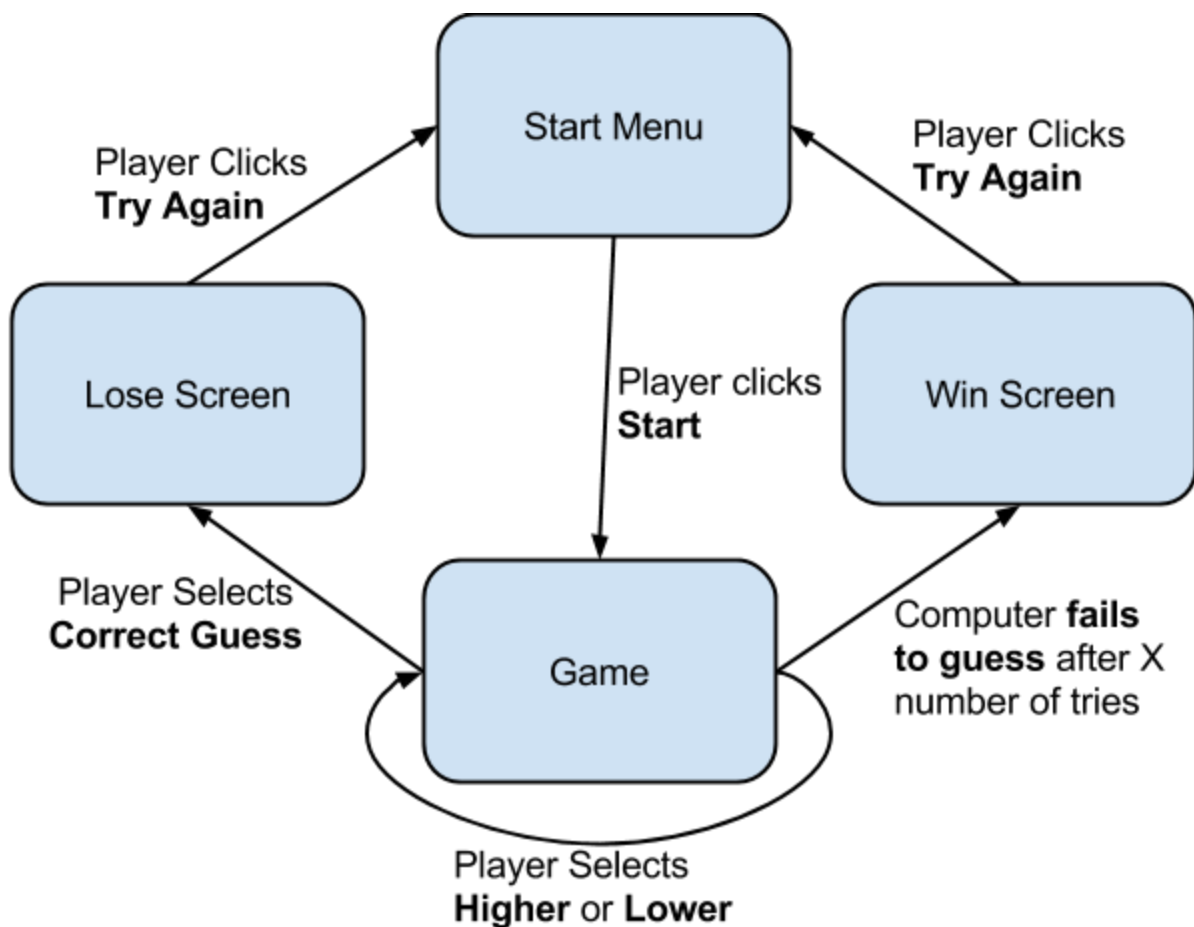 Start Menu
Player Clicks
Try Again
Player Clicks
Try Again
Lose Screen
Player clicks
Start
Win Screen
Player Selects
Correct Guess
Game
Computer fails
to guess after X
number of tries
Player Selects
Higher or Lower